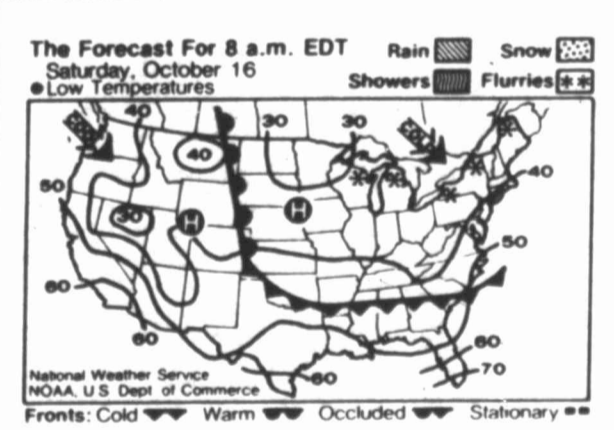 The Forecast For 8 a.m. EDT
Saturday, October 16
Low Temperatures
Rain Snow
Showers Flurries
40 30 30
40
50 40
30 H H
50
60
60 60
60 70
National Weather Service
NOAA, U S Dept of Commerce
Fronts: Cold Warm Occluded Stationary